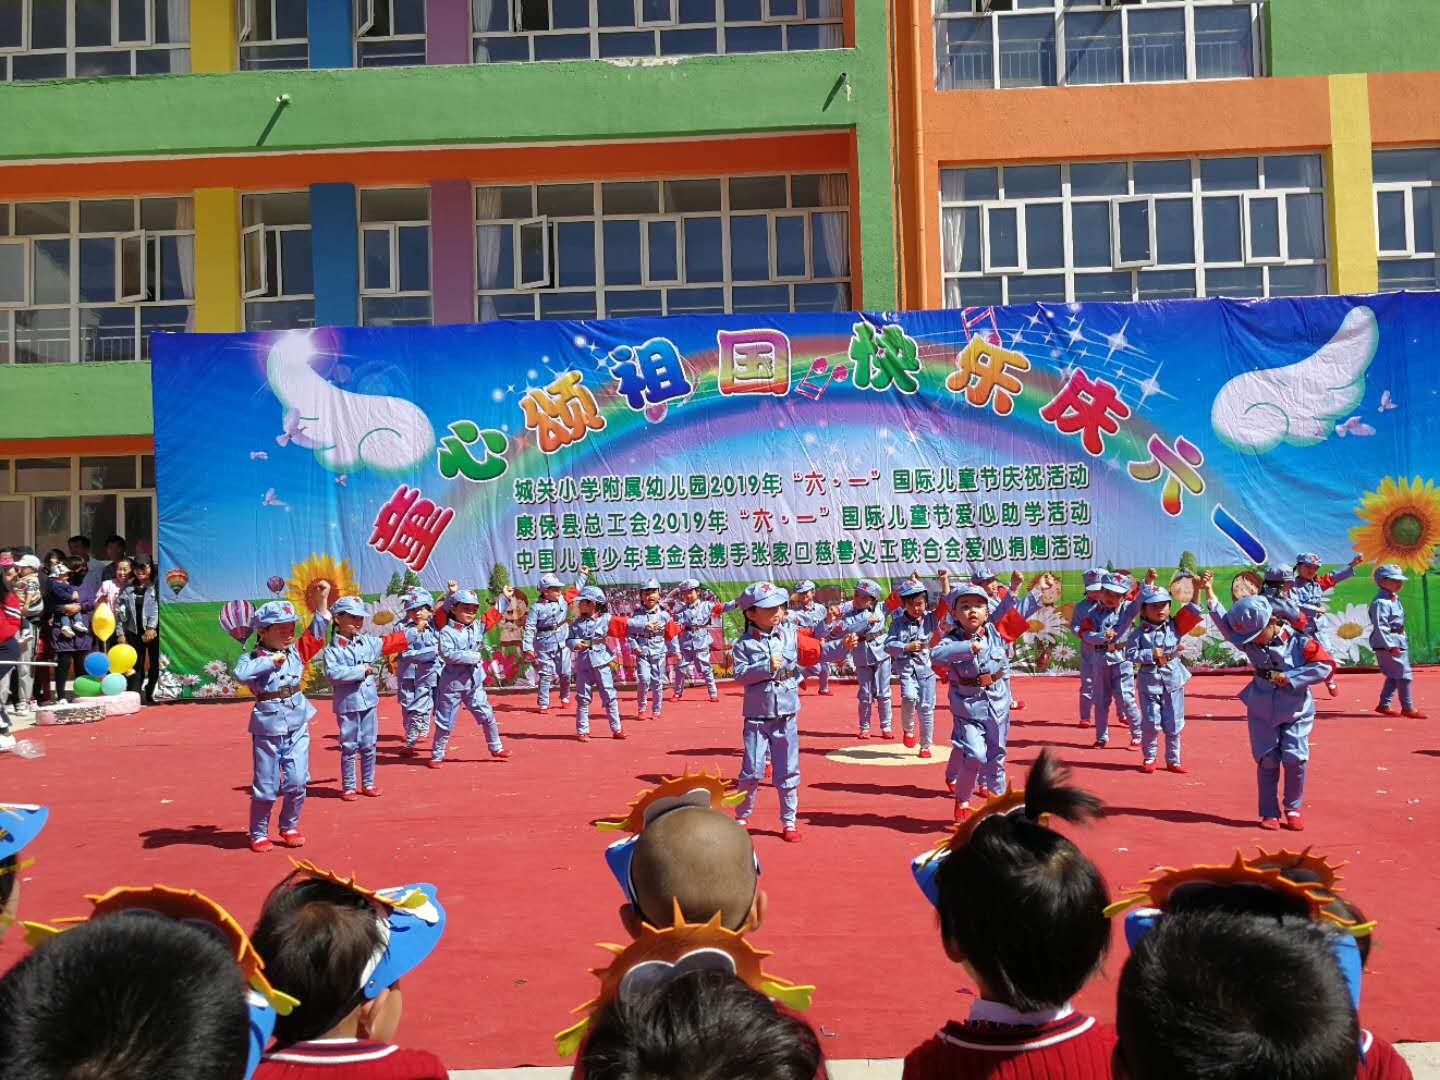 童心颂祖国快乐庆六一
城关小学附属幼儿园2019年“六·一”国际儿童节庆祝活动
康保县总工会2019年“六·一”国际儿童节爱心助学活动
中国儿童少年基金会携手张家口慈善义工联合会爱心捐赠活动